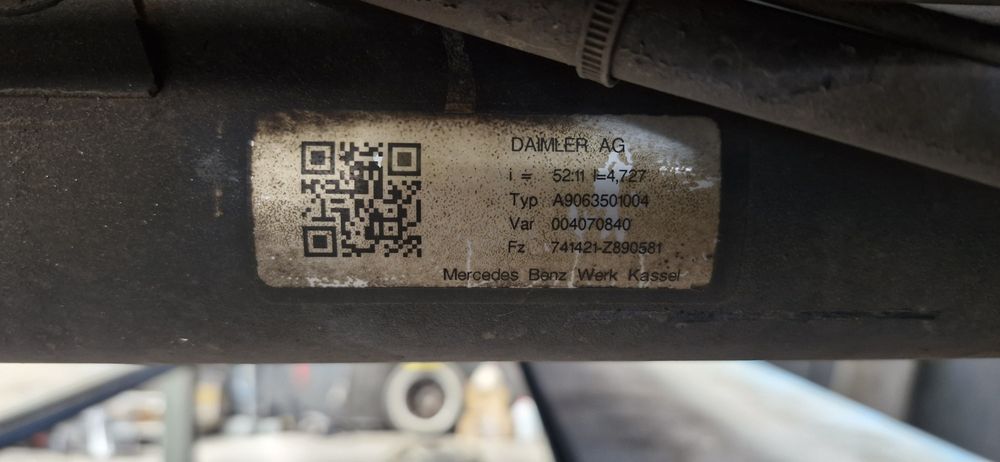 DAIMLER AG
i = 52:11 i=4,727
Typ A9063501004
Var 004070840
Fz 741421-Z890581
Mercedes Benz Werk Kassel